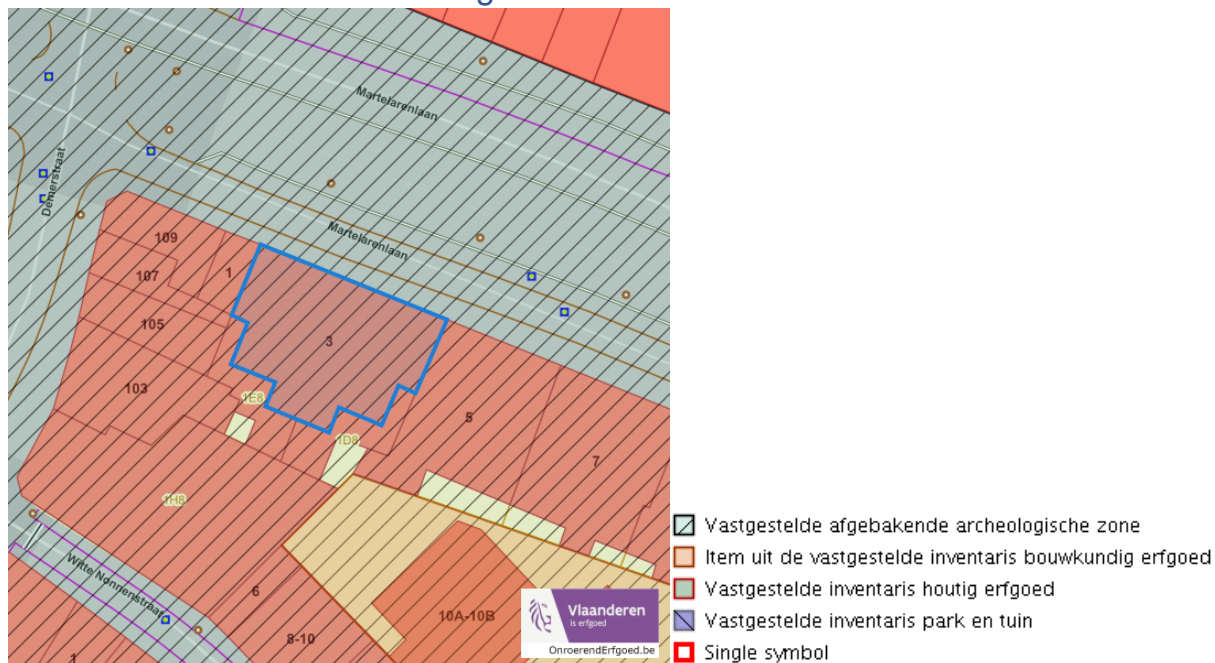 g
Martelarenlaan
Demerstraat
Martelarenlaan
109
107
1
105
3
103
1E8
5
1D8
7
1H8
Witte Nonnenstraat
6
10A-10B
8-10
1
Vlaanderen
is erfgoed
OnroerendErfgoed.be
Vastgestelde afgebakende archeologische zone
Item uit de vastgestelde inventaris bouwkundig erfgoed
Vastgestelde inventaris houtig erfgoed
Vastgestelde inventaris park en tuin
Single symbol